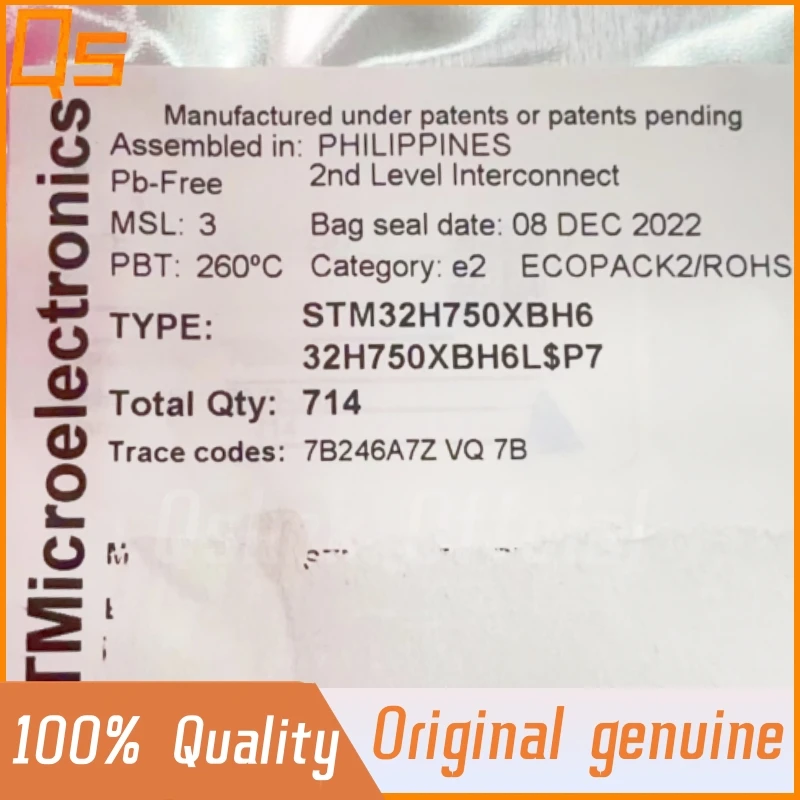 Qs
TMicroelectronics
Manufactured under patents or patents pending
Assembled in: PHILIPPINES
Pb-Free 2nd Level Interconnect
MSL: 3 Bag seal date: 08 DEC 2022
PBT: 260ºC Category: e2 ECOPACK2/ROHS
TYPE: STM32H750XBH6
32H750XBH6L$P7
Total Qty: 714
Trace codes: 7B246A7Z VQ 7B
100% Quality
Original genuine